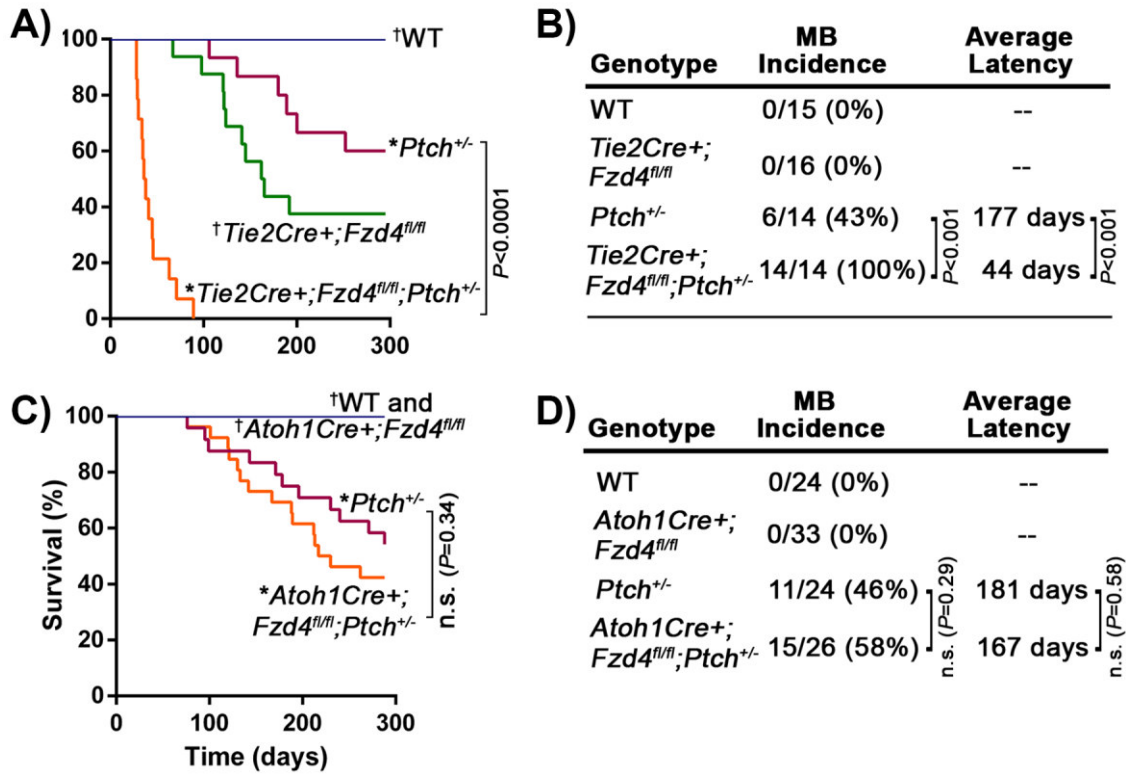 A)
100
80
60
40
20
0
0 100 200 300
†WT
*Ptch+/-
†Tie2Cre+;Fzd4fl/fl
*Tie2Cre+;Fzd4fl/fl;Ptch+/-
P<0.0001
B)
MB Average
Genotype Incidence Latency
WT 0/15 (0%) --
Tie2Cre+;
Fzd4fl/fl 0/16 (0%) --
Ptch+/- 6/14 (43%) 177 days
Tie2Cre+;
Fzd4fl/fl;Ptch+/- 14/14 (100%) 44 days
P<0.001
P<0.001
C)
Survival (%)
100
80
60
40
20
0
0 100 200 300
Time (days)
†WT and
†Atoh1Cre+;Fzd4fl/fl
*Ptch+/-
*Atoh1Cre+;
Fzd4fl/fl;Ptch+/-
n.s. (P=0.34)
D)
MB Average
Genotype Incidence Latency
WT 0/24 (0%) --
Atoh1Cre+;
Fzd4fl/fl 0/33 (0%) --
Ptch+/- 11/24 (46%) 181 days
Atoh1Cre+;
Fzd4fl/fl;Ptch+/- 15/26 (58%) 167 days
n.s. (P=0.29)
n.s. (P=0.58)